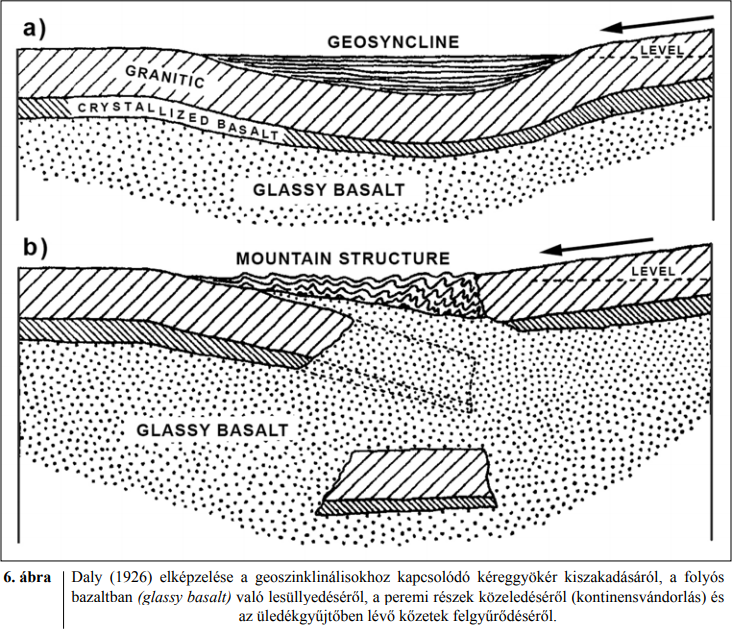 a)
GEOSYNCLINE
LEVEL
GRANITIC
CRYSTALLIZED BASALT
GLASSY BASALT
b)
MOUNTAIN STRUCTURE
LEVEL
GLASSY BASALT
6. ábra
Daly (1926) elképzelése a geoszinklinálisokhoz kapcsolódó kéreggyökér kiszakadásáról, a folyós
bazaltban (glassy basalt) való lesüllyedéséről, a peremi részek közeledéséről (kontinensvándorlás) és
az üledékgyűjtőben lévő kőzetek felgyűrődéséről.